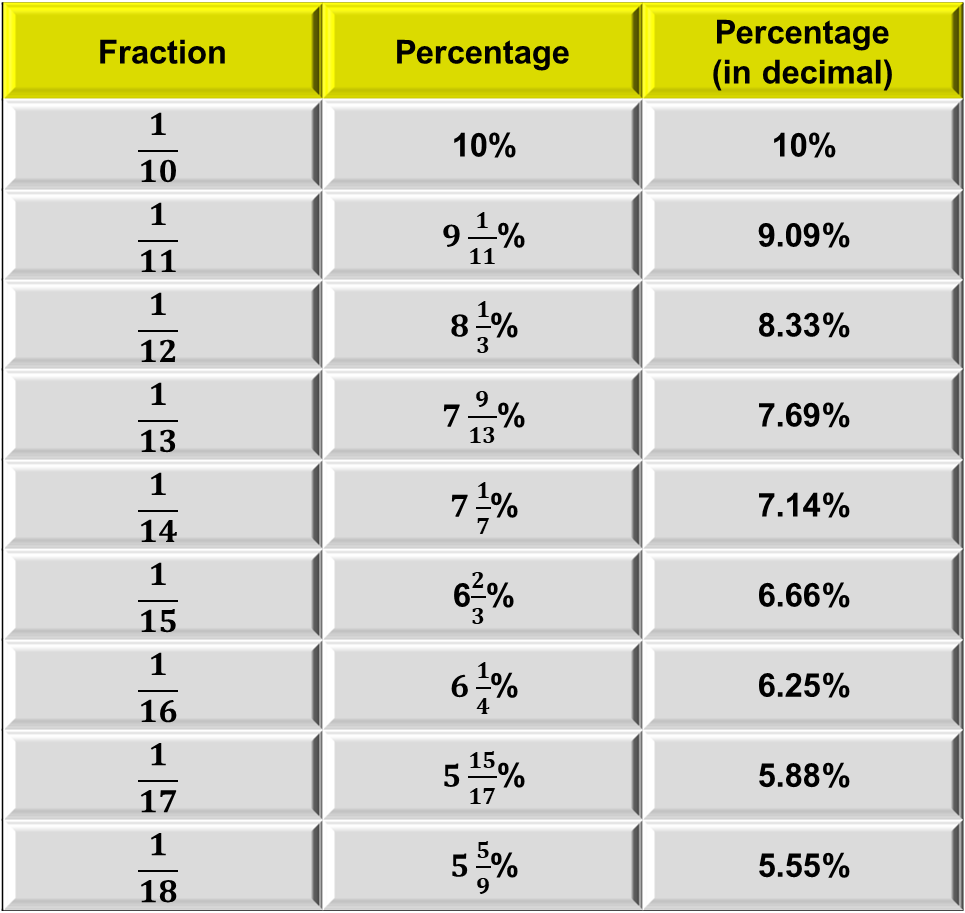 Fraction Percentage Percentage (in decimal)
1/10 10% 10%
1/11 9 1/11% 9.09%
1/12 8 1/3% 8.33%
1/13 7 9/13% 7.69%
1/14 7 1/7% 7.14%
1/15 6 2/3% 6.66%
1/16 6 1/4% 6.25%
1/17 5 15/17% 5.88%
1/18 5 5/9% 5.55%